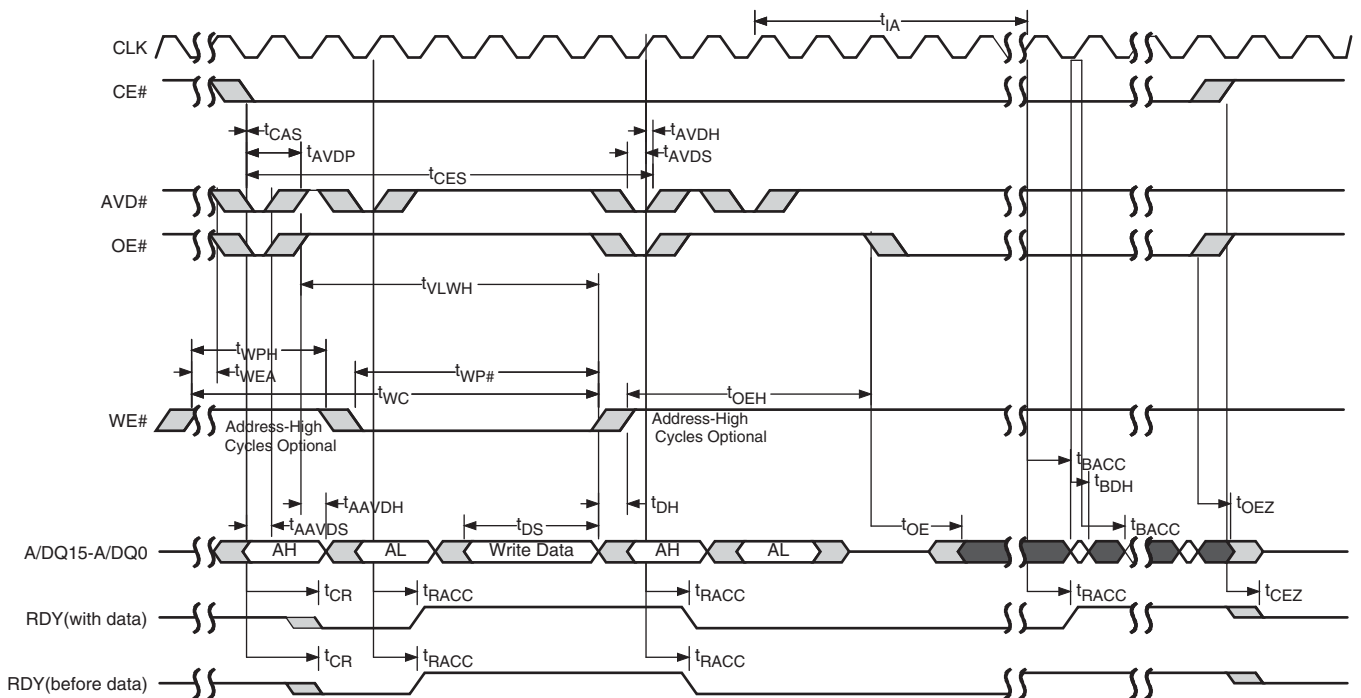 tIA
CLK
CE#
tCAS
tAVDH
tAVDP
tAVDS
tCES
AVD#
OE#
tVLWH
tWPH
tWEA
tWP#
tWC
tOEH
WE#
Address-High
Cycles Optional
Address-High
Cycles Optional
tBACC
tBDH
tAAVDH
tDH
tOEZ
tAAVDS
tDS
tOE
tBACC
A/DQ15-A/DQ0
AH
AL
Write Data
AH
AL
tCR
tRACC
tRACC
tRACC
tCEZ
RDY(with data)
tCR
tRACC
tRACC
RDY(before data)